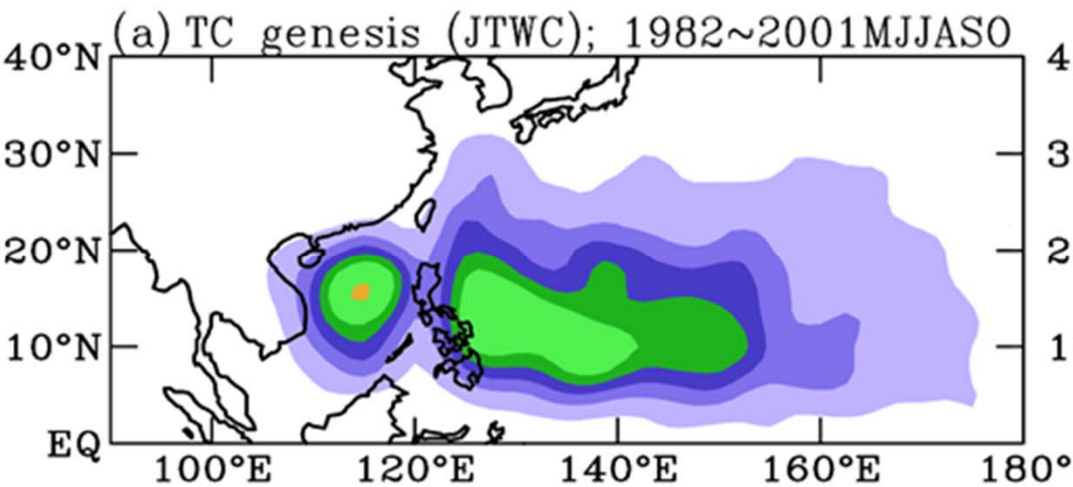 (a) TC genesis (JTWC); 1982~2001MJJASO
40°N 4
30°N 3
20°N 2
10°N 1
EQ
100°E 120°E 140°E 160°E 180°